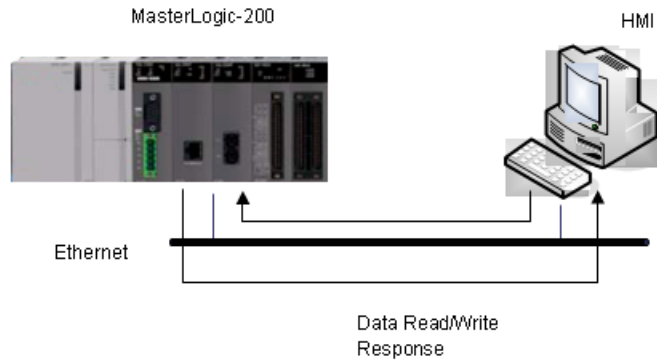 MasterLogic-200
HMI
Ethernet
Data Read/Write
Response